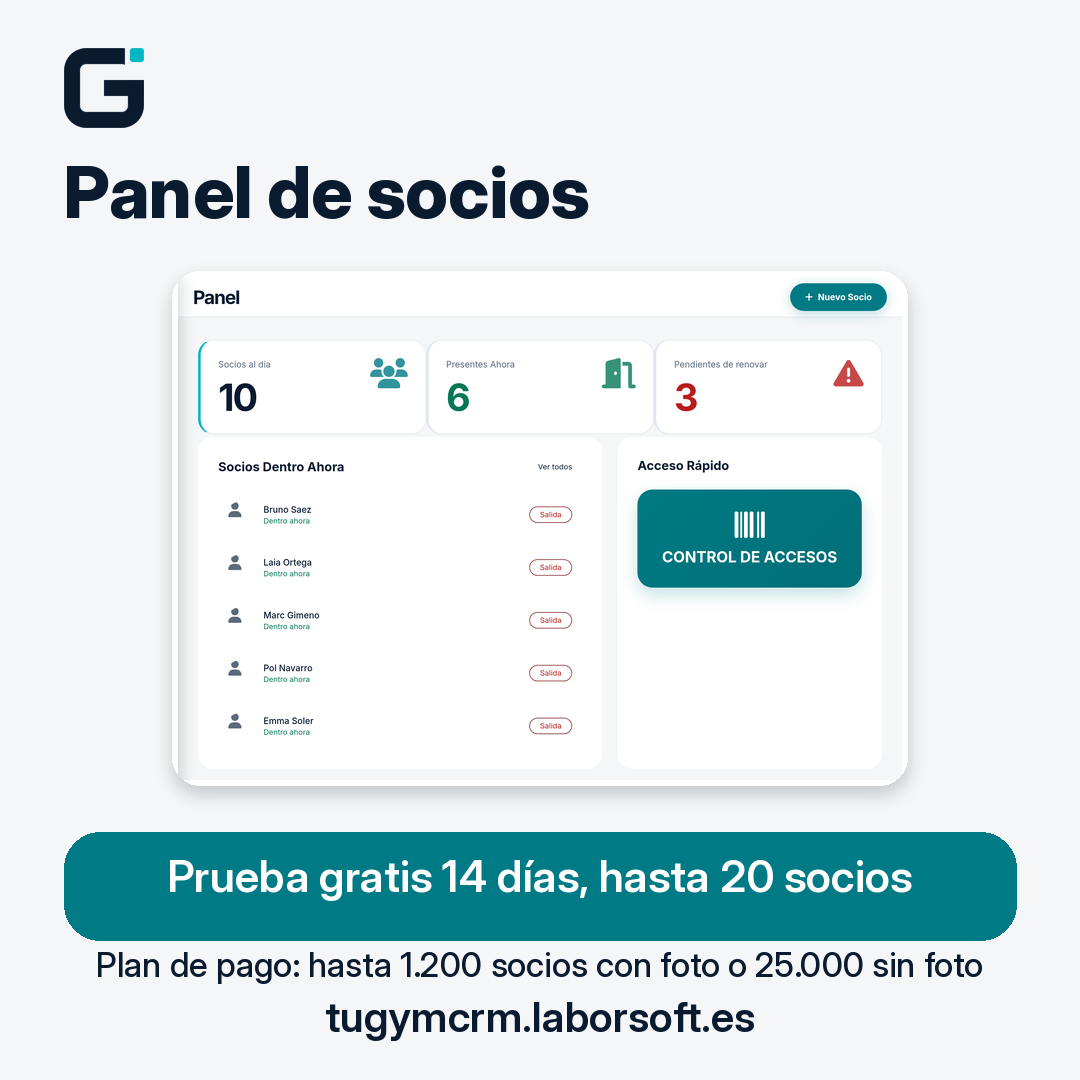 G
Panel de socios
Panel
+ Nuevo Socio
Socios al día
10
Presentes Ahora
6
Pendientes de renovar
3
Socios Dentro Ahora
Ver todos
Bruno Saez
Dentro ahora
Salida
Laia Ortega
Dentro ahora
Salida
Marc Gimeno
Dentro ahora
Salida
Pol Navarro
Dentro ahora
Salida
Emma Soler
Dentro ahora
Salida
Acceso Rápido
CONTROL DE ACCESOS
Prueba gratis 14 días, hasta 20 socios
Plan de pago: hasta 1.200 socios con foto o 25.000 sin foto
tugymcrm.laborsoft.es